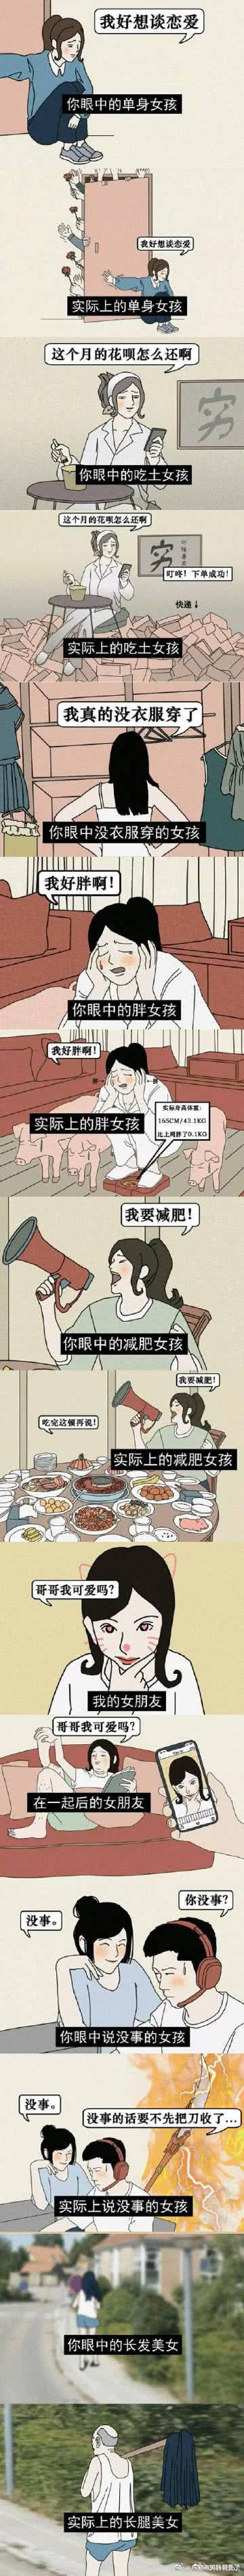 我好想谈恋爱
你眼中的单身女孩
我好想谈恋爱
实际上的单身女孩
这个月的花呗怎么还啊
穷
你眼中的吃土女孩
这个月的花呗怎么还啊
穷
叮咚！下单成功！
快递↓
实际上的吃土女孩
我真的没衣服穿了
你眼中没衣服穿的女孩
我好胖啊！
你眼中的胖女孩
我好胖啊！
实际上的胖女孩
实际身高体重：
165CM/43.1KG
比上周胖了0.1KG
我要减肥！
你眼中的减肥女孩
我要减肥！
吃完这顿再说！
实际上的减肥女孩
哥哥我可爱吗？
我的女朋友
哥哥我可爱吗？
在一起后的女朋友
你没事？
没事。
你眼中说没事的女孩
没事。
没事的话要不先把刀收了...
实际上说没事的女孩
你眼中的长发美女
实际上的长腿美女